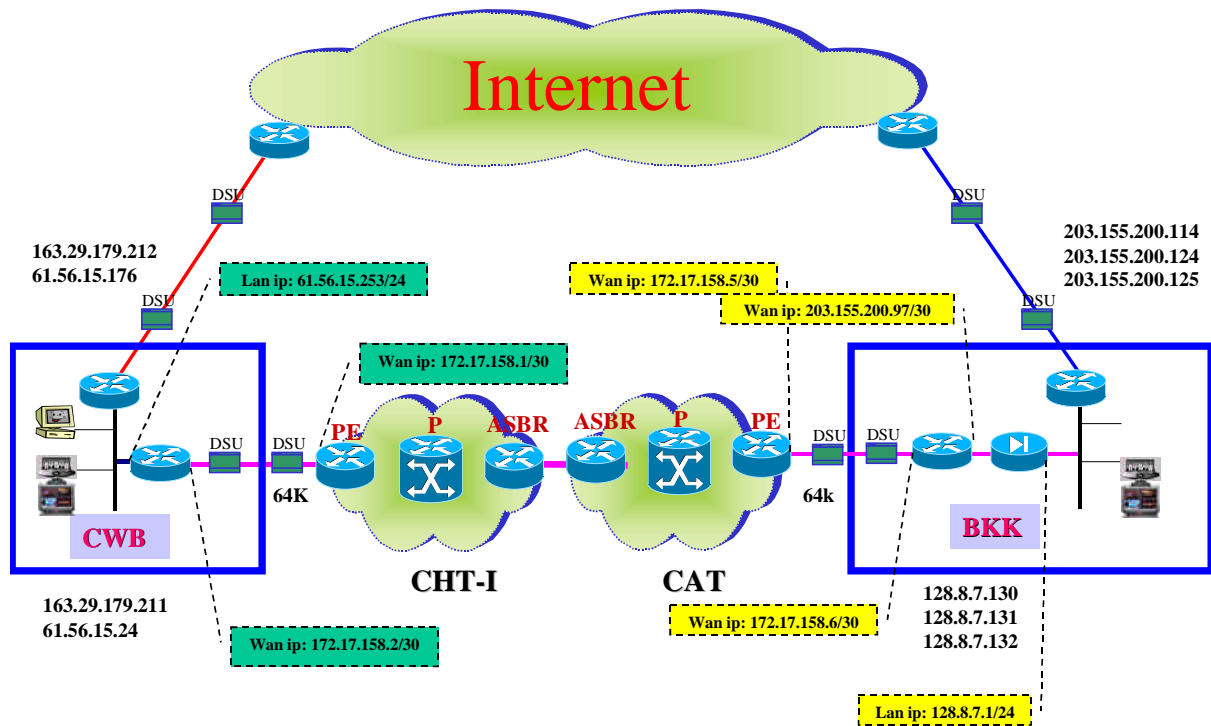 Internet
DSU
DSU
163.29.179.212
61.56.15.176
203.155.200.114
203.155.200.124
203.155.200.125
Lan ip: 61.56.15.253/24
Wan ip: 172.17.158.5/30
Wan ip: 203.155.200.97/30
DSU
DSU
Wan ip: 172.17.158.1/30
PE
P
ASBR
ASBR
P
PE
DSU
DSU
DSU
DSU
64K
64k
CWB
BKK
CHT-I
CAT
163.29.179.211
61.56.15.24
128.8.7.130
128.8.7.131
128.8.7.132
Wan ip: 172.17.158.6/30
Wan ip: 172.17.158.2/30
Lan ip: 128.8.7.1/24